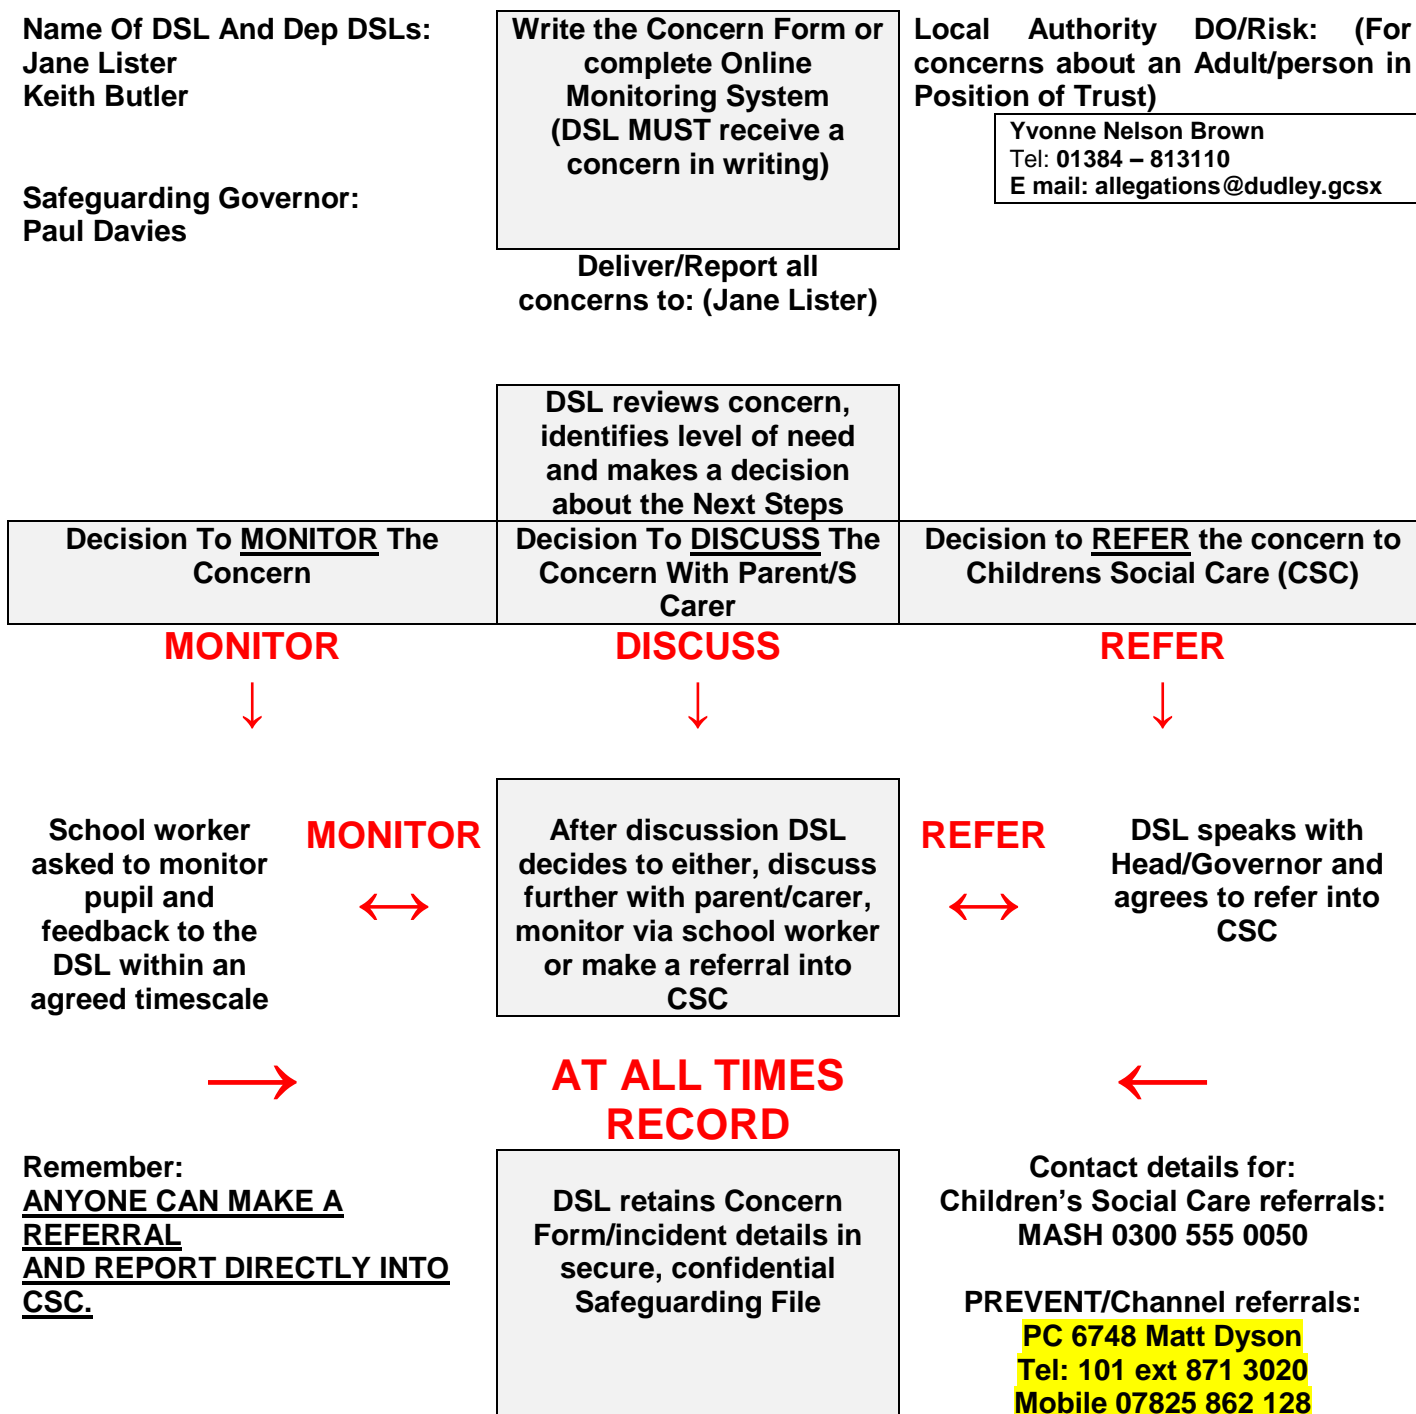 Name Of DSL And Dep DSLs:
Jane Lister
Keith Butler
Safeguarding Governor:
Paul Davies
Write the Concern Form or
complete Online
Monitoring System
(DSL MUST receive a
concern in writing)
Local Authority DO/Risk: (For
concerns about an Adult/person in
Position of Trust)
Yvonne Nelson Brown
Tel: 01384 – 813110
E mail: allegations@dudley.gcsx
Deliver/Report all
concerns to: (Jane Lister)
DSL reviews concern,
identifies level of need
and makes a decision
about the Next Steps
Decision To MONITOR The
Concern
Decision To DISCUSS The
Concern With Parent/S
Carer
Decision to REFER the concern to
Childrens Social Care (CSC)
MONITOR
DISCUSS
REFER
↓
↓
↓
School worker
asked to monitor
pupil and
feedback to the
DSL within an
agreed timescale
MONITOR
↔
After discussion DSL
decides to either, discuss
further with parent/carer,
monitor via school worker
or make a referral into
CSC
REFER
↔
DSL speaks with
Head/Governor and
agrees to refer into
CSC
→
AT ALL TIMES
RECORD
←
Remember:
ANYONE CAN MAKE A
REFERRAL
AND REPORT DIRECTLY INTO
CSC.
DSL retains Concern
Form/incident details in
secure, confidential
Safeguarding File
Contact details for:
Children’s Social Care referrals:
MASH 0300 555 0050
PREVENT/Channel referrals:
PC 6748 Matt Dyson
Tel: 101 ext 871 3020
Mobile 07825 862 128